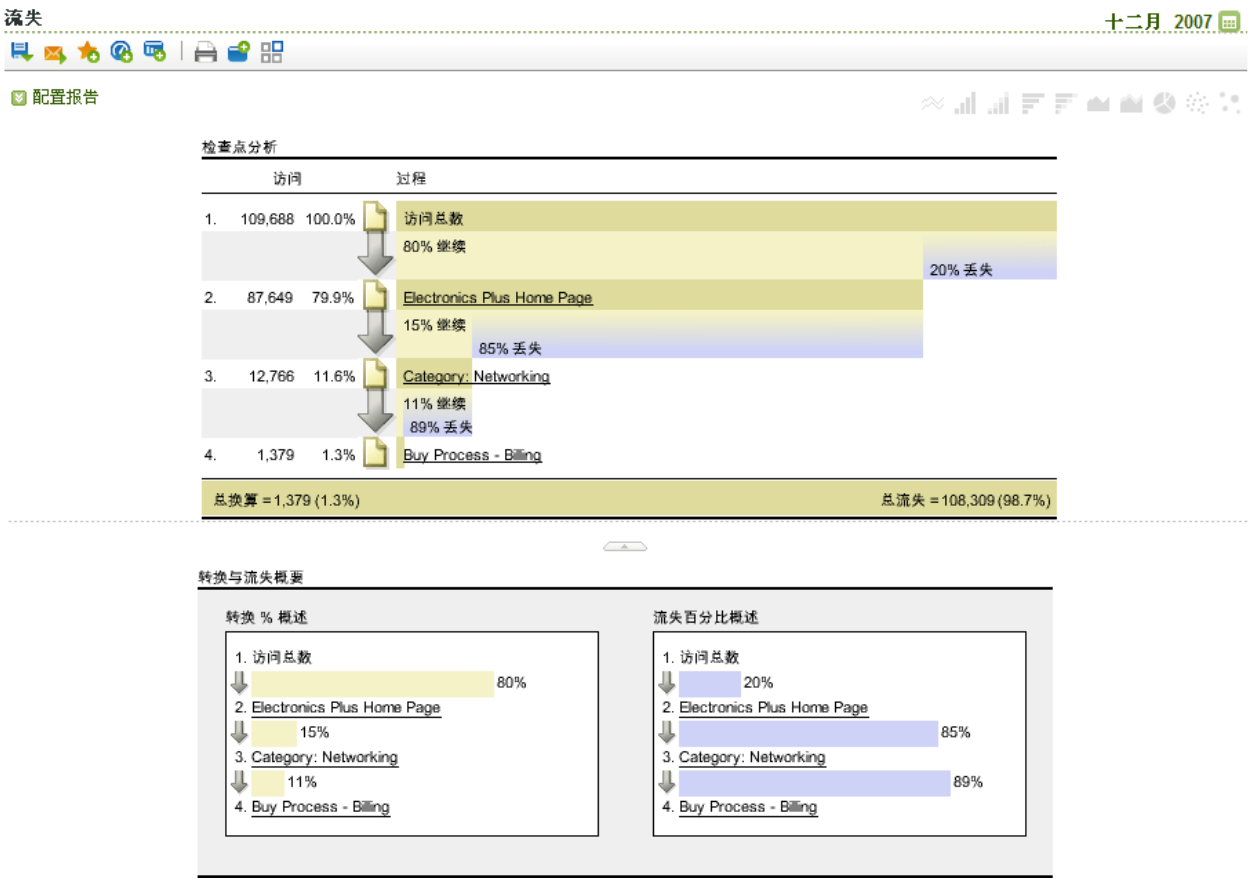 流失
十二月 2007
配置报告
检查点分析
访问 过程
1. 109,688 100.0% 访问总数
80% 继续
20% 丢失
2. 87,649 79.9% Electronics Plus Home Page
15% 继续
85% 丢失
3. 12,766 11.6% Category: Networking
11% 继续
89% 丢失
4. 1,379 1.3% Buy Process - Billing
总换算 = 1,379 (1.3%) 总流失 = 108,309 (98.7%)
转换与流失概要
转换 % 概述
1. 访问总数
80%
2. Electronics Plus Home Page
15%
3. Category: Networking
11%
4. Buy Process - Billing
流失百分比概述
1. 访问总数
20%
2. Electronics Plus Home Page
85%
3. Category: Networking
89%
4. Buy Process - Billing